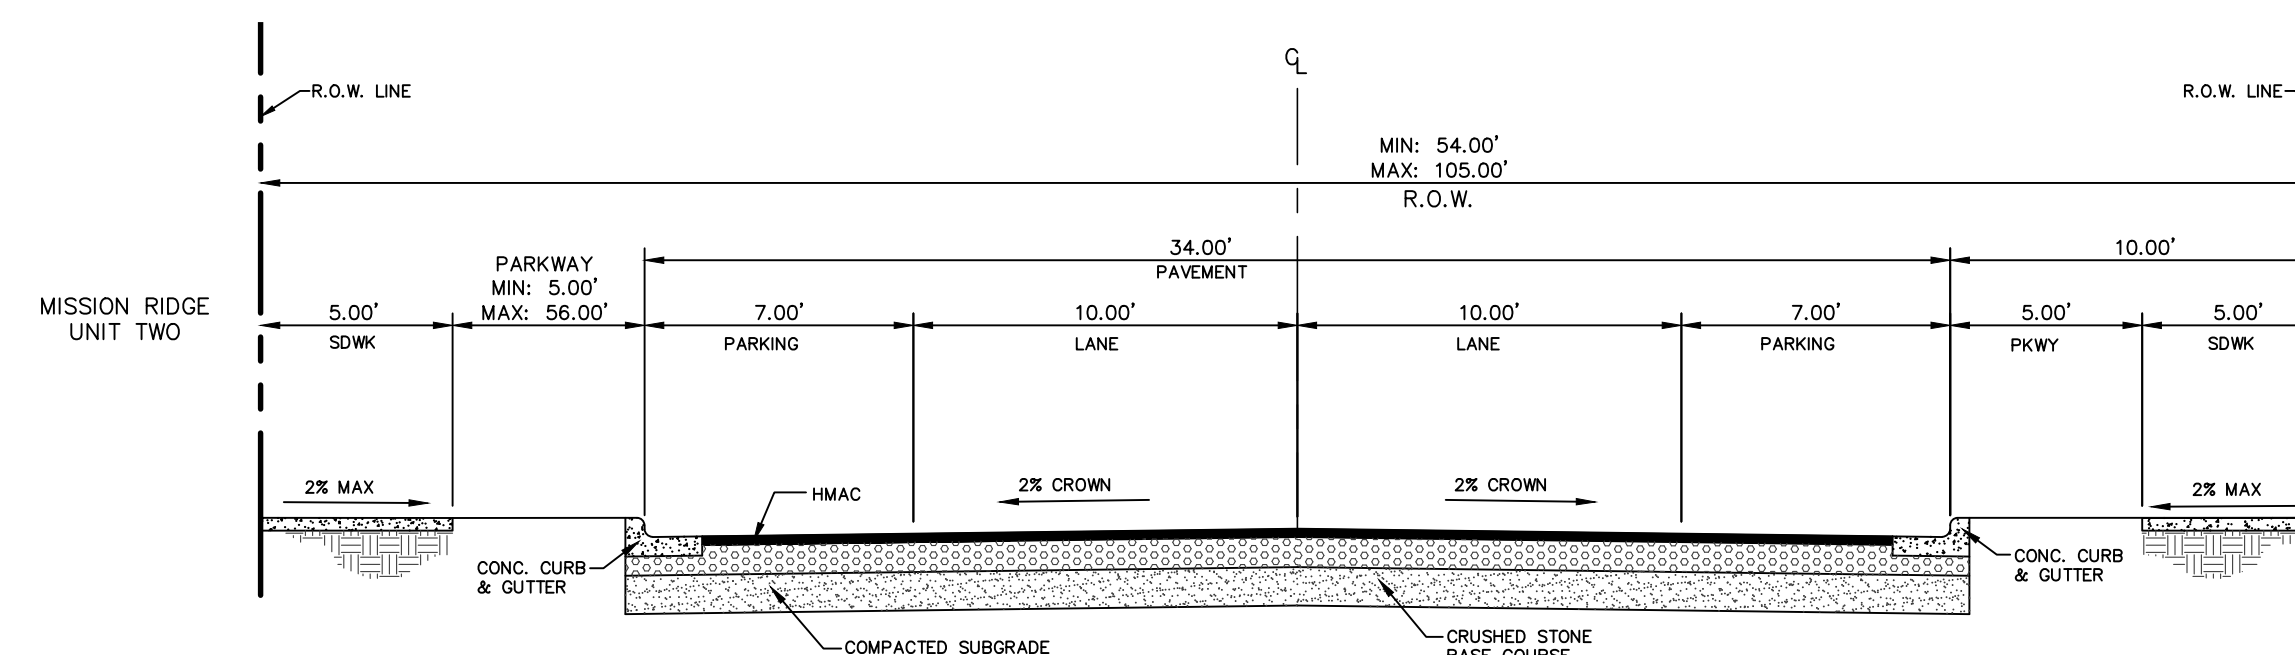 C
L
R.O.W. LINE
R.O.W. LINE
MIN: 54.00'
MAX: 105.00'
R.O.W.
34.00'
PAVEMENT
10.00'
PARKWAY
MIN: 5.00'
MAX: 56.00'
MISSION RIDGE
UNIT TWO
5.00'
SDWK
7.00'
PARKING
10.00'
LANE
10.00'
LANE
7.00'
PARKING
5.00'
PKWY
5.00'
SDWK
2% MAX
HMAC
2% CROWN
2% CROWN
2% MAX
CONC. CURB
& GUTTER
CONC. CURB
& GUTTER
COMPACTED SUBGRADE
CRUSHED STONE
BASE COURSE